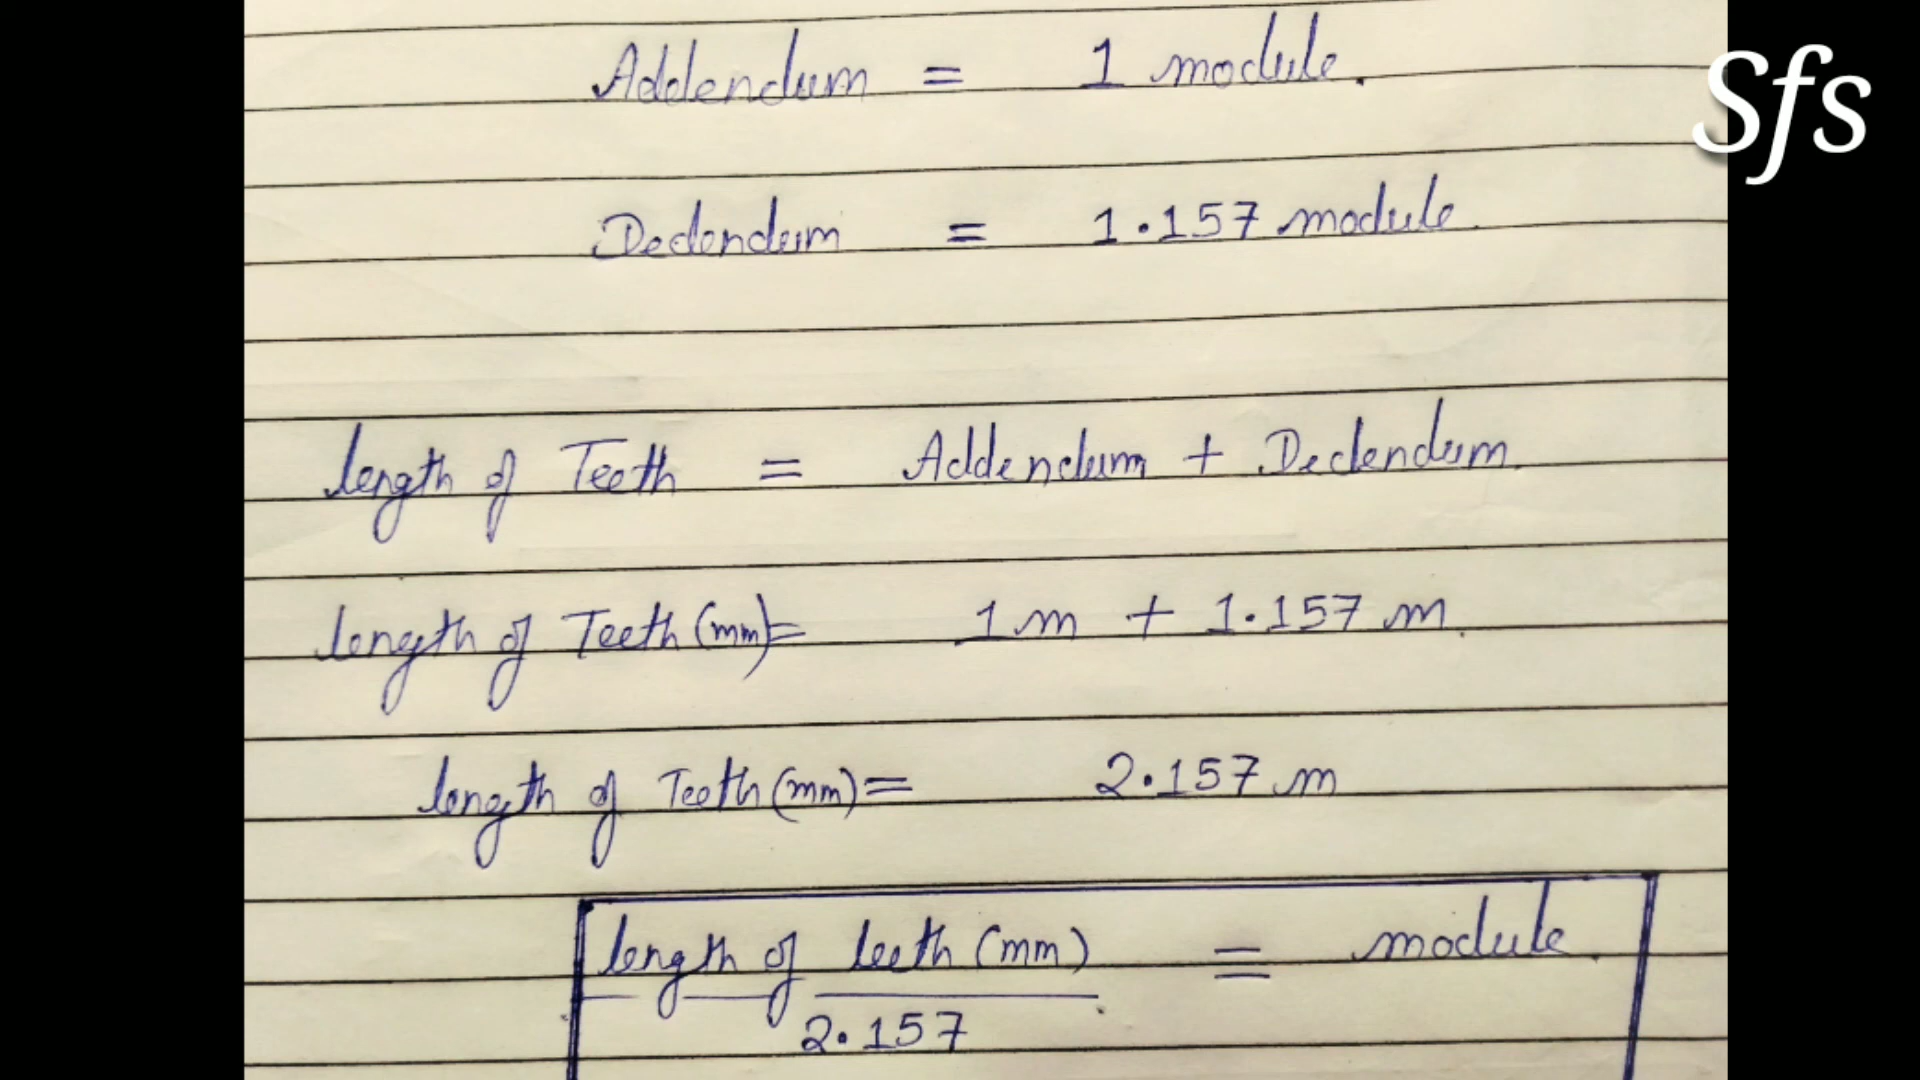 Addendum = 1 module.
Sfs
Dedendum = 1.157 module.
length of Teeth = Addendum + Dedendum.
length of Teeth (mm) = 1m + 1.157 m.
length of Teeth (mm) = 2.157 m
length of teeth (mm) = module.
2.157